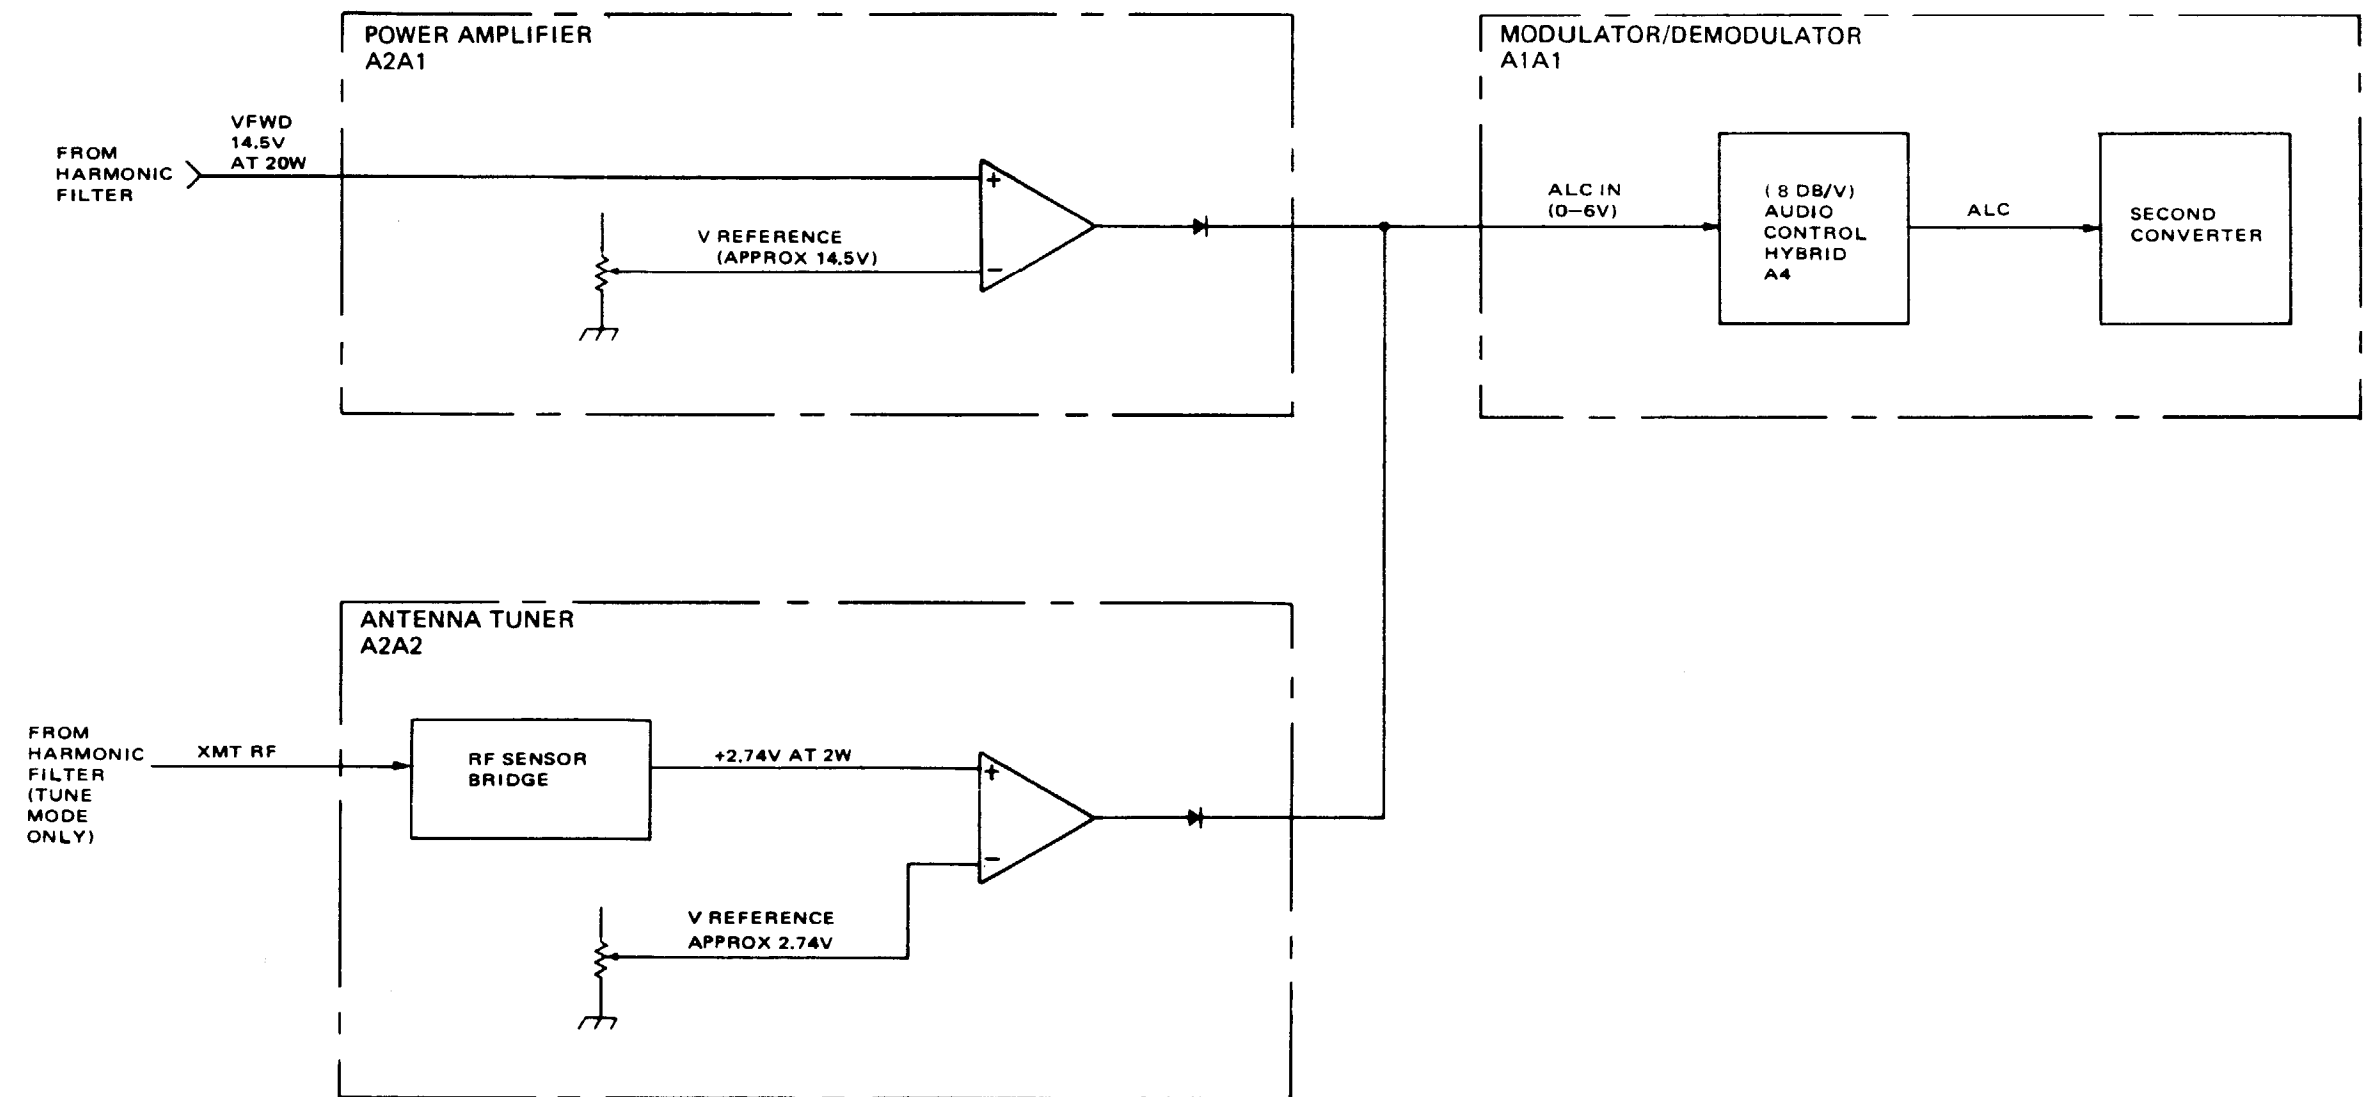 POWER AMPLIFIER
A2A1
VFWD
14.5V
AT 20W
FROM
HARMONIC
FILTER
V REFERENCE
(APPROX 14.5V)
+
−
MODULATOR/DEMODULATOR
A1A1
ALC IN
(0−6V)
(8 DB/V)
AUDIO
CONTROL
HYBRID
A4
ALC
SECOND
CONVERTER
ANTENNA TUNER
A2A2
FROM
HARMONIC
FILTER
(TUNE
MODE
ONLY)
XMT RF
RF SENSOR
BRIDGE
+2.74V AT 2W
+
−
V REFERENCE
APPROX 2.74V